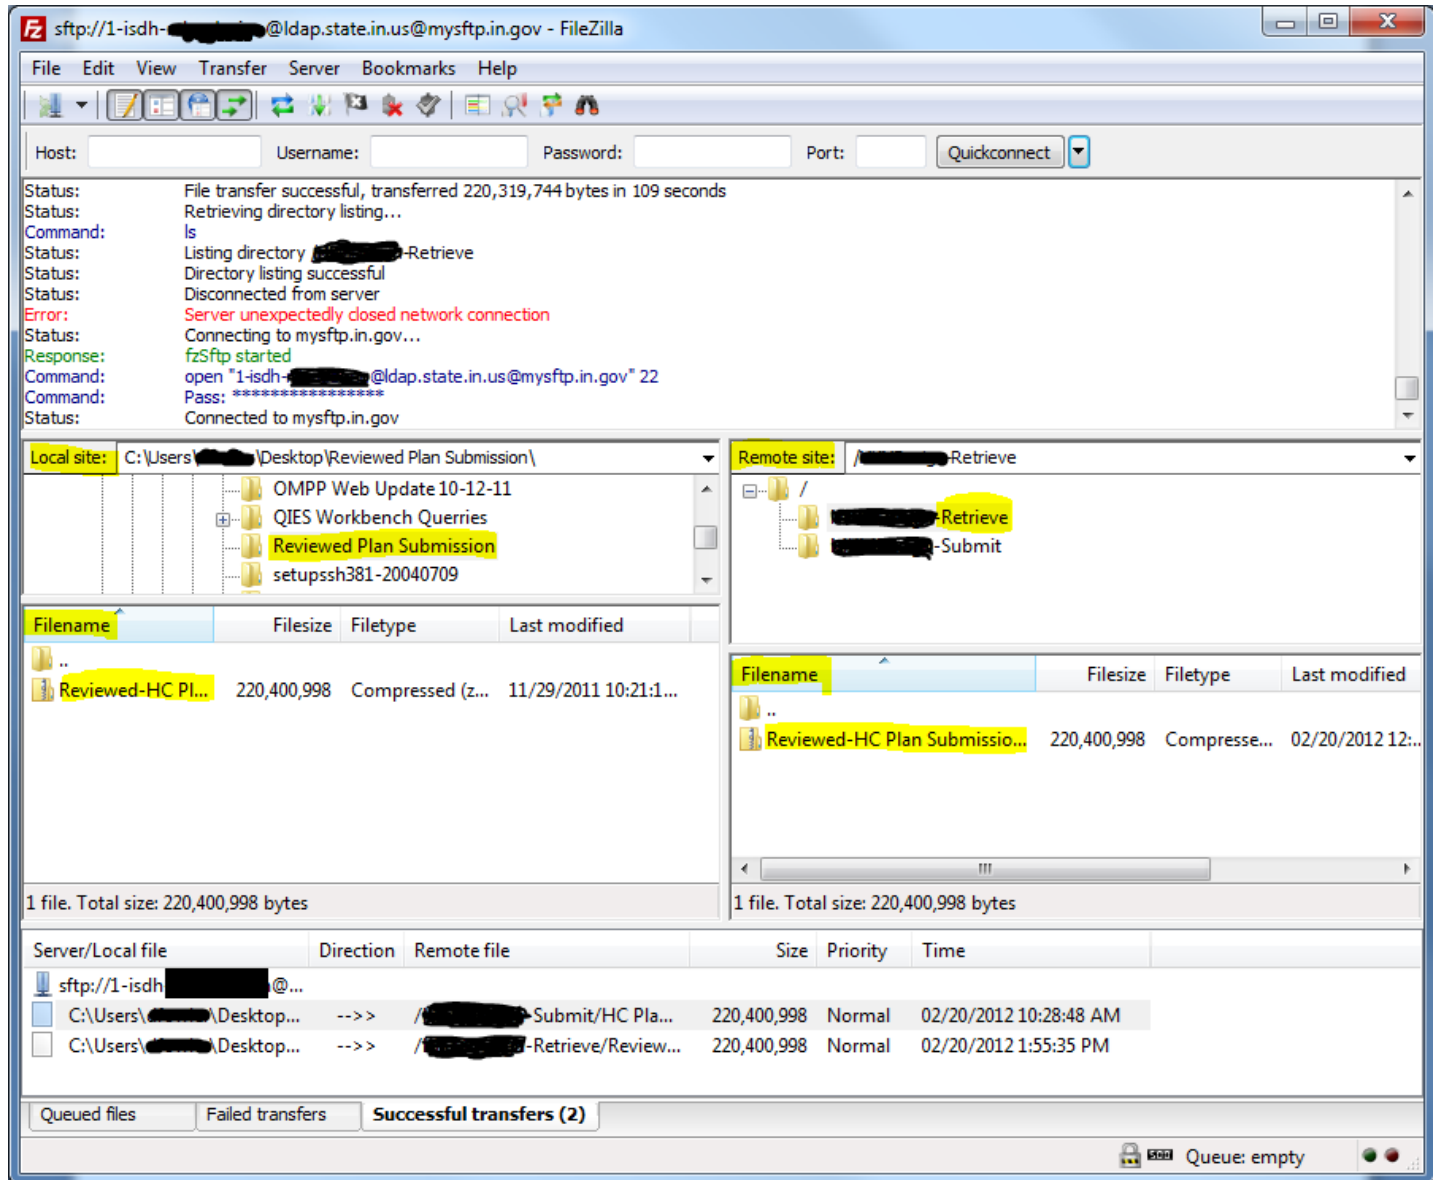 sftp://1-isdh- @ldap.state.in.us@mysftp.in.gov - FileZilla
File Edit View Transfer Server Bookmarks Help
Host: Username: Password: Port: Quickconnect
Status: File transfer successful, transferred 220,319,744 bytes in 109 seconds
Status: Retrieving directory listing...
Command: ls
Status: Listing directory / -Retrieve
Status: Directory listing successful
Status: Disconnected from server
Error: Server unexpectedly closed network connection
Status: Connecting to mysftp.in.gov...
Response: fzSftp started
Command: open "1-isdh- @ldap.state.in.us@mysftp.in.gov" 22
Command: Pass: ****************
Status: Connected to mysftp.in.gov
Local site: C:\Users\ \Desktop\Reviewed Plan Submission\
OMPP Web Update 10-12-11
QIES Workbench Querries
Reviewed Plan Submission
setupssh381-20040709
Filename Filesize Filetype Last modified
..
Reviewed-HC Pl... 220,400,998 Compressed (z... 11/29/2011 10:21:1...
1 file. Total size: 220,400,998 bytes
Remote site: / -Retrieve
/
-Retrieve
-Submit
Filename Filesize Filetype Last modified
..
Reviewed-HC Plan Submissio... 220,400,998 Compresse... 02/20/2012 12:..
1 file. Total size: 220,400,998 bytes
Server/Local file Direction Remote file Size Priority Time
sftp://1-isdh @...
C:\Users\ \Desktop... -->> / -Submit/HC Pla... 220,400,998 Normal 02/20/2012 10:28:48 AM
C:\Users\ \Desktop... -->> / -Retrieve/Review... 220,400,998 Normal 02/20/2012 1:55:35 PM
Queued files Failed transfers Successful transfers (2)
Queue: empty